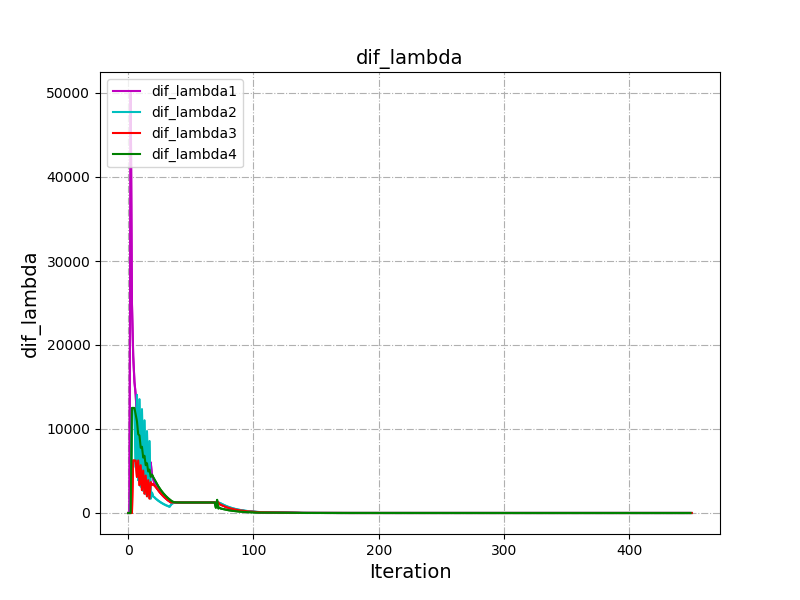 dif_lambda
dif_lambda1
dif_lambda2
dif_lambda3
dif_lambda4
dif_lambda
50000
40000
30000
20000
10000
0
0 100 200 300 400
Iteration